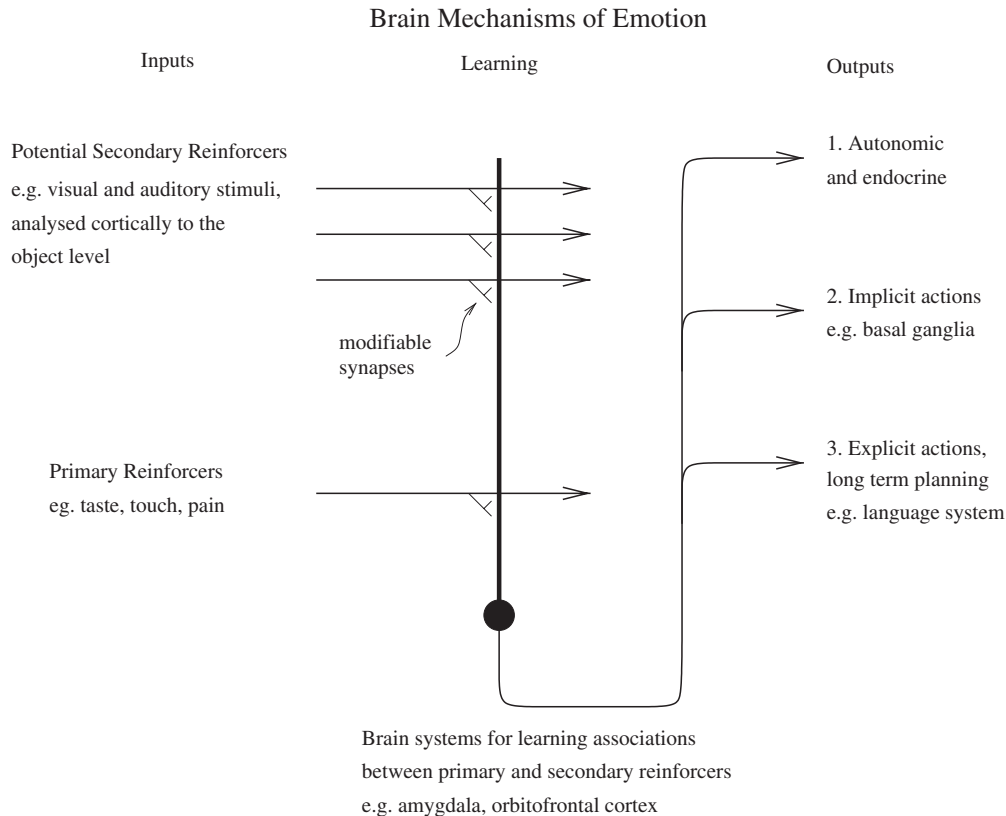 Brain Mechanisms of Emotion
Inputs
Learning
Outputs
Potential Secondary Reinforcers
e.g. visual and auditory stimuli,
analysed cortically to the
object level
modifiable
synapses
Primary Reinforcers
eg. taste, touch, pain
1. Autonomic
and endocrine
2. Implicit actions
e.g. basal ganglia
3. Explicit actions,
long term planning
e.g. language system
Brain systems for learning associations
between primary and secondary reinforcers
e.g. amygdala, orbitofrontal cortex